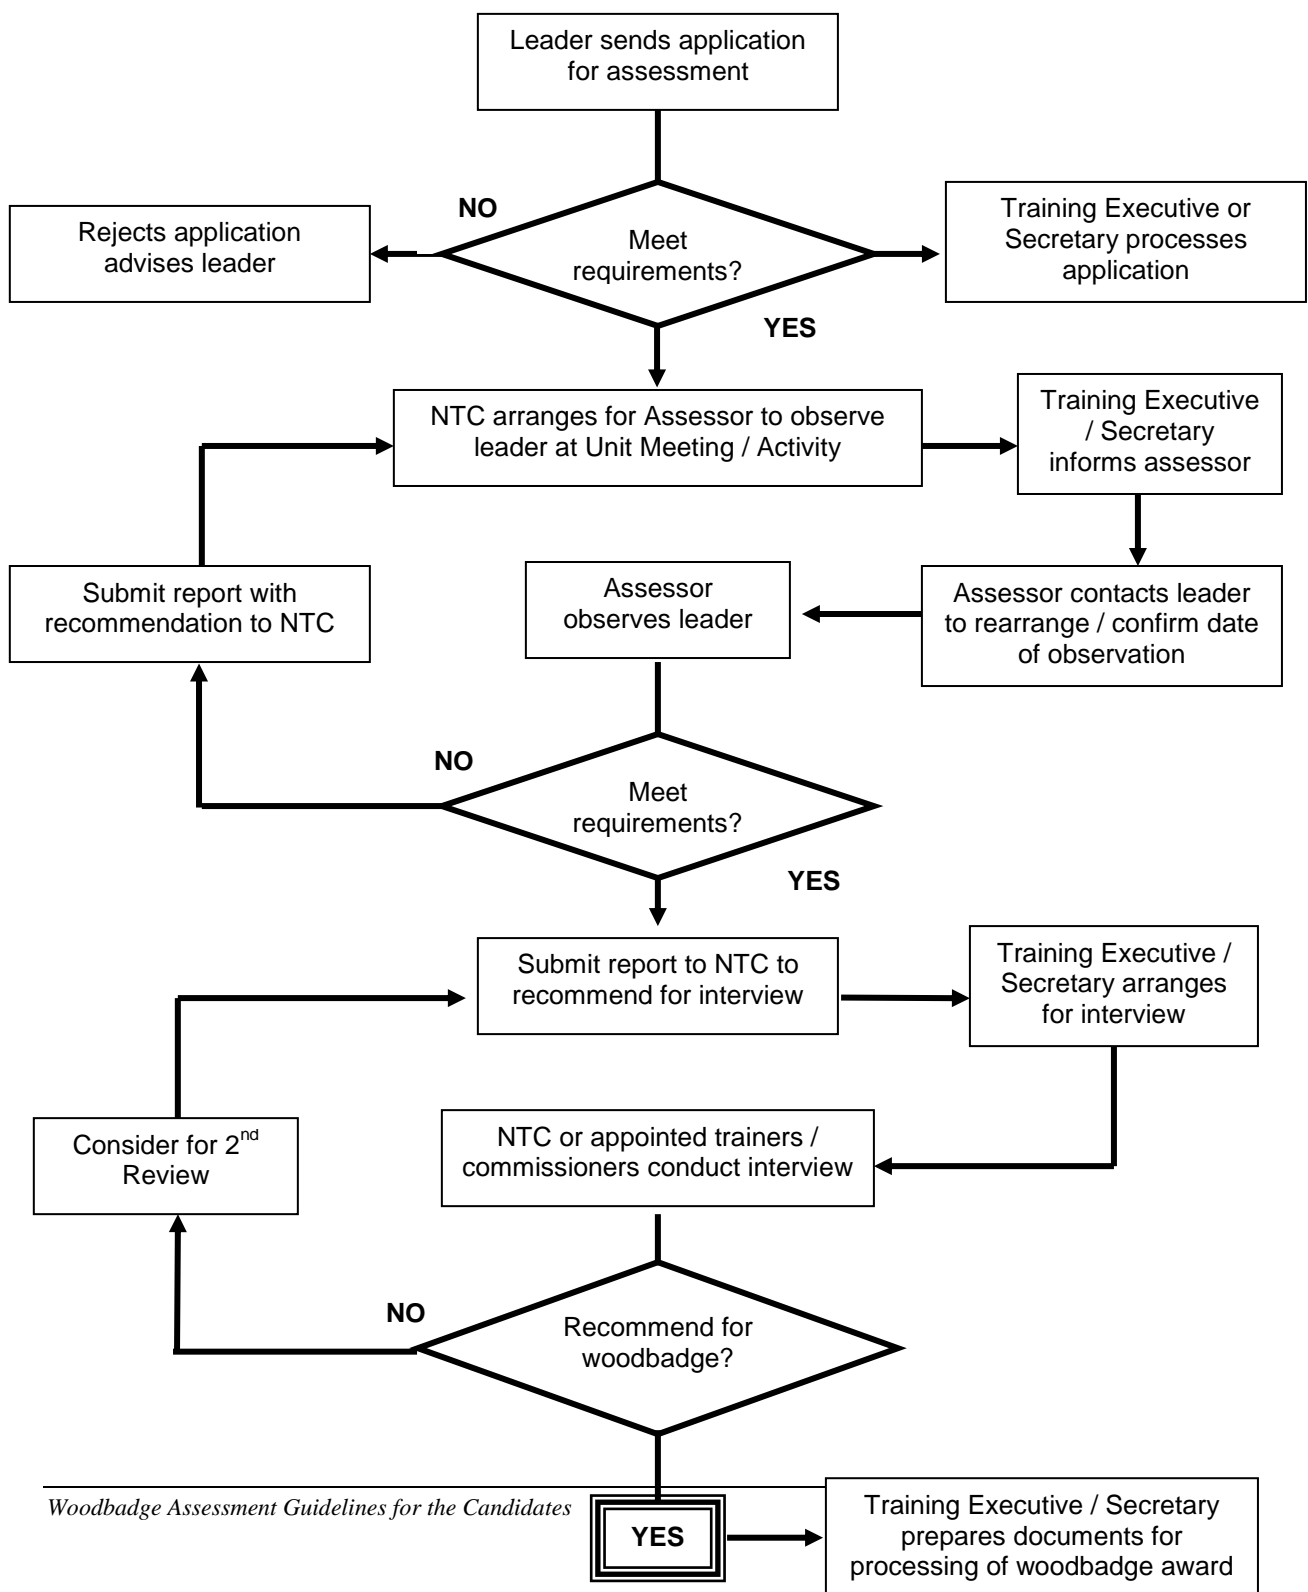 Leader sends application
for assessment
NO
Rejects application
advises leader
Meet
requirements?
Training Executive or
Secretary processes
application
YES
NTC arranges for Assessor to observe
leader at Unit Meeting / Activity
Training Executive
/ Secretary
informs assessor
Submit report with
recommendation to NTC
Assessor
observes leader
Assessor contacts leader
to rearrange / confirm date
of observation
NO
Meet
requirements?
YES
Submit report to NTC to
recommend for interview
Training Executive /
Secretary arranges
for interview
Consider for 2nd
Review
NTC or appointed trainers /
commissioners conduct interview
NO
Recommend for
woodbadge?
Woodbadge Assessment Guidelines for the Candidates
YES
Training Executive / Secretary
prepares documents for
processing of woodbadge award